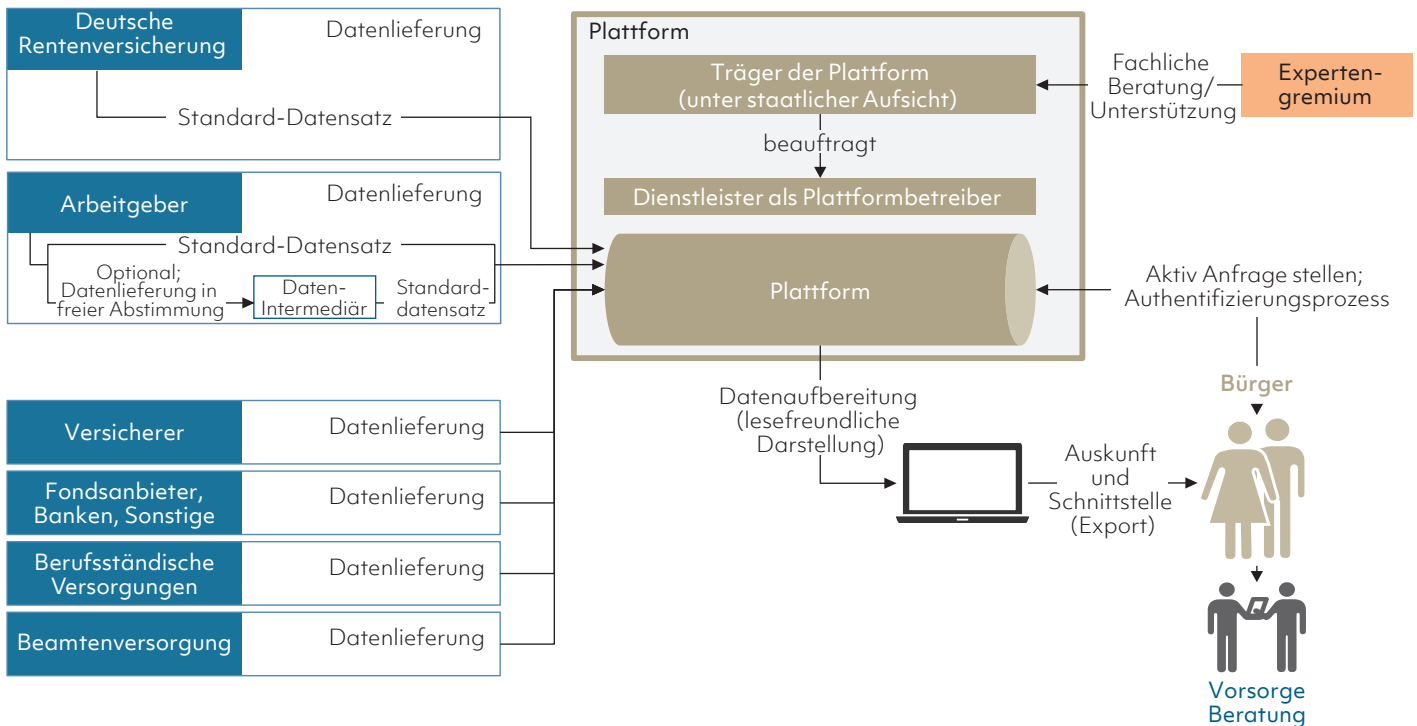 Deutsche
Rentenversicherung
Datenlieferung
Standard-Datensatz
Arbeitgeber
Datenlieferung
Standard-Datensatz
Optional;
Datenlieferung in
freier Abstimmung
Daten-
Intermediär
Standard-
datensatz
Versicherer
Datenlieferung
Fondsanbieter,
Banken, Sonstige
Datenlieferung
Berufsständische
Versorgungen
Datenlieferung
Beamtenversorgung
Datenlieferung
Plattform
Träger der Plattform
(unter staatlicher Aufsicht)
beauftragt
Dienstleister als Plattformbetreiber
Plattform
Fachliche
Beratung/
Unterstützung
Experten-
gremium
Aktiv Anfrage stellen;
Authentifizierungsprozess
Bürger
Datenaufbereitung
(lesefreundliche
Darstellung)
Auskunft
und
Schnittstelle
(Export)
Vorsorge
Beratung